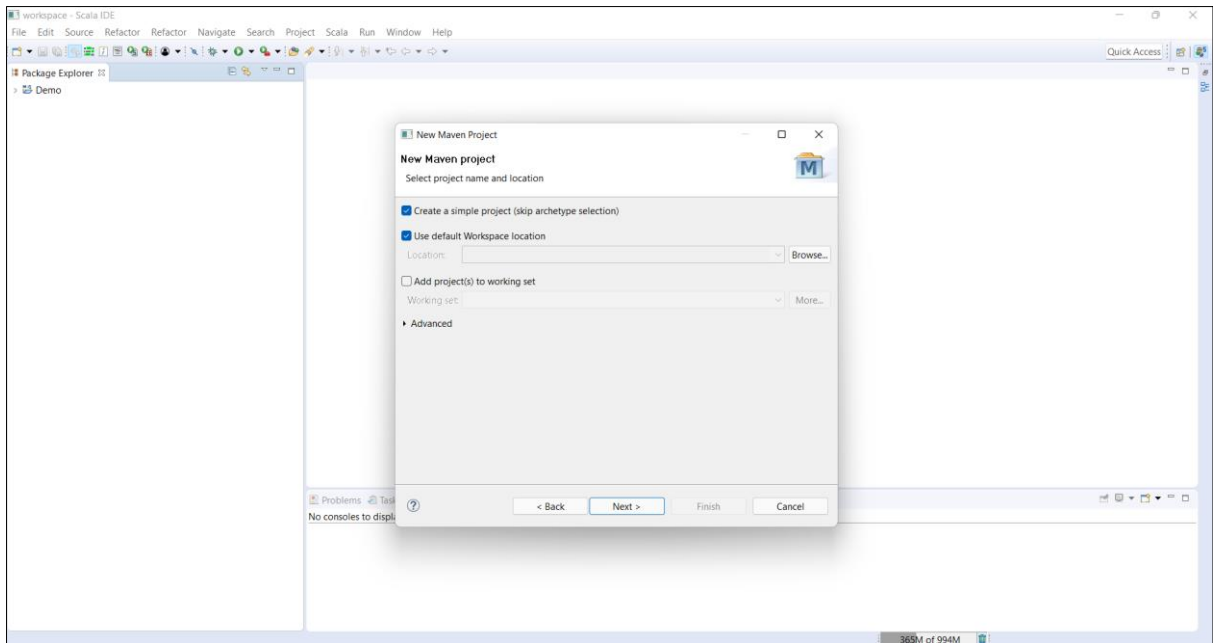 workspace - Scala IDE
File Edit Source Refactor Refactor Navigate Search Project Scala Run Window Help
Quick Access
Package Explorer
Demo
New Maven Project
New Maven project
Select project name and location
M
Create a simple project (skip archetype selection)
Use default Workspace location
Location: Browse...
Add project(s) to working set
Working set: More...
Advanced
Problems
No consoles to
< Back Next > Finish Cancel
365M of 994M